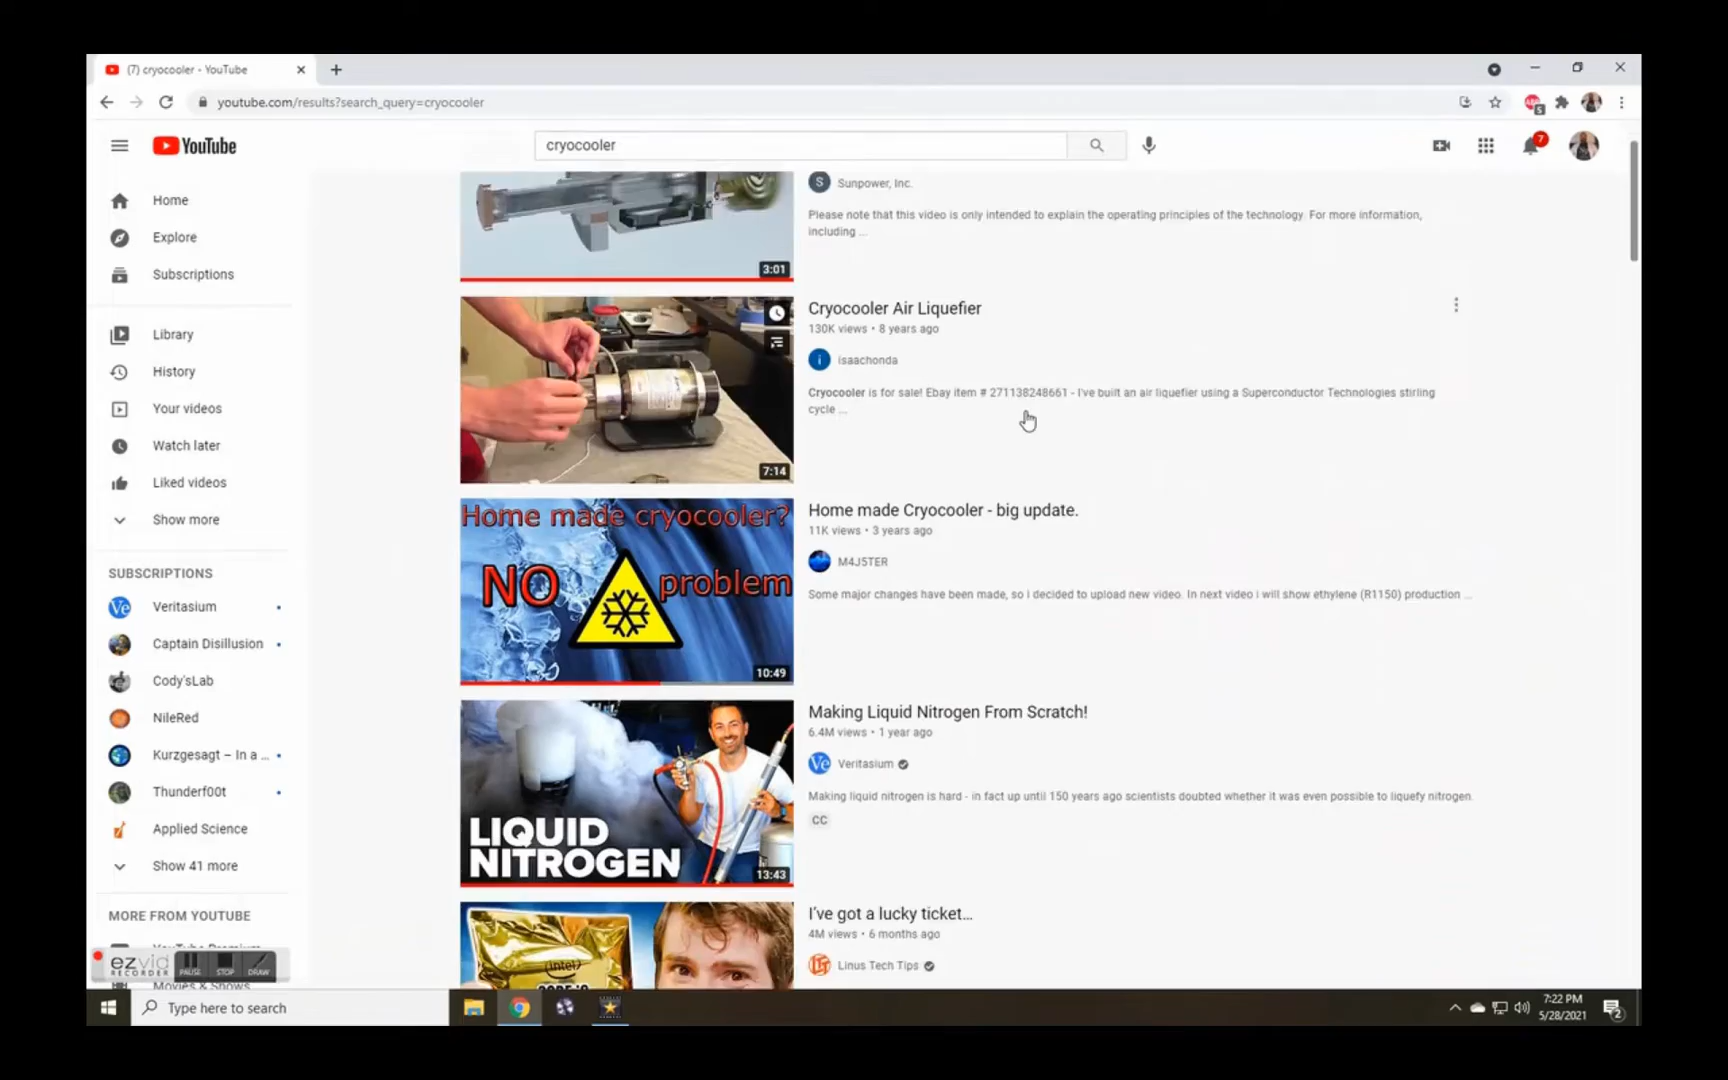 (7) cryocooler - YouTube
youtube.com/results?search_query=cryocooler
YouTube
cryocooler
7
Home
Explore
Subscriptions
Library
History
Your videos
Watch later
Liked videos
Show more
SUBSCRIPTIONS
Veritasium
Captain Disillusion
Cody'sLab
NileRed
Kurzgesagt – In a ...
Thunderf00t
Applied Science
Show 41 more
MORE FROM YOUTUBE
YouTube Premium
Movies & Shows
ezvid
RECORDER
PAUSE
STOP
DRAW
3:01
S Sunpower, Inc.
Please note that this video is only intended to explain the operating principles of the technology. For more information,
including ...
7:14
Cryocooler Air Liquefier
130K views • 8 years ago
i isaachonda
Cryocooler is for sale! Ebay item # 271138248661 - I've built an air liquefier using a Superconductor Technologies stirling
cycle ...
Home made cryocooler?
NO problem
10:49
Home made Cryocooler - big update.
11K views • 3 years ago
M4J5TER
Some major changes have been made, so i decided to upload new video. In next video i will show ethylene (R1150) production ...
LIQUID
NITROGEN
13:43
Making Liquid Nitrogen From Scratch!
6.4M views • 1 year ago
Ve Veritasium
Making liquid nitrogen is hard - in fact up until 150 years ago scientists doubted whether it was even possible to liquefy nitrogen.
CC
intel
I've got a lucky ticket...
4M views • 6 months ago
Linus Tech Tips
Type here to search
7:22 PM
5/28/2021
2